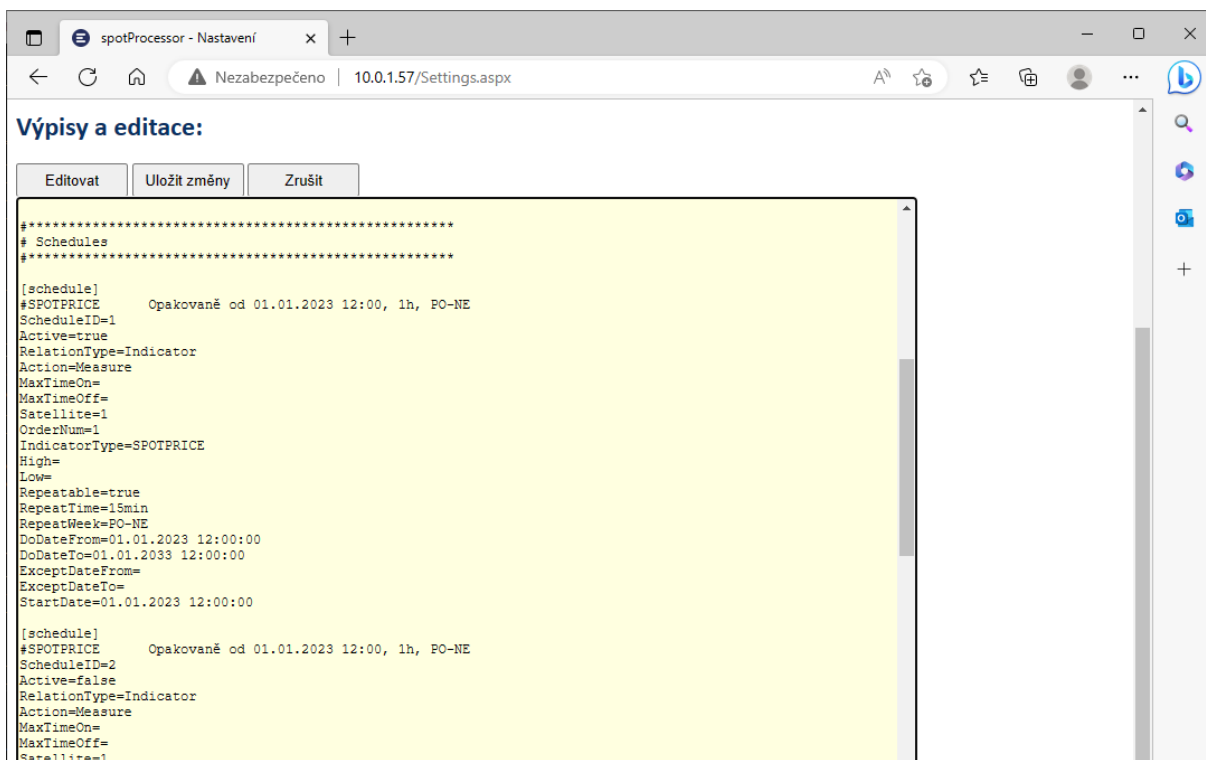 spotProcessor - Nastavení
Nezabezpečeno | 10.0.1.57/Settings.aspx
Výpisy a editace:
Editovat Uložit změny Zrušit
#*****************************************************
# Schedules
#*****************************************************
[schedule]
#SPOTPRICE Opakovaně od 01.01.2023 12:00, 1h, PO-NE
ScheduleID=1
Active=true
RelationType=Indicator
Action=Measure
MaxTimeOn=
MaxTimeOff=
Satellite=1
OrderNum=1
IndicatorType=SPOTPRICE
High=
Low=
Repeatable=true
RepeatTime=15min
RepeatWeek=PO-NE
DoDateFrom=01.01.2023 12:00:00
DoDateTo=01.01.2033 12:00:00
ExceptDateFrom=
ExceptDateTo=
StartDate=01.01.2023 12:00:00
[schedule]
#SPOTPRICE Opakovaně od 01.01.2023 12:00, 1h, PO-NE
ScheduleID=2
Active=false
RelationType=Indicator
Action=Measure
MaxTimeOn=
MaxTimeOff=
Satellite=1